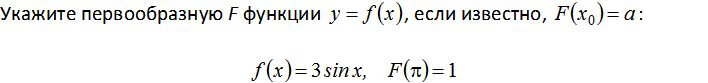 Укажите первообразную F функции y = f(x), если известно, F(x₀) = a:
f(x) = 3 sin x, F(π) = 1